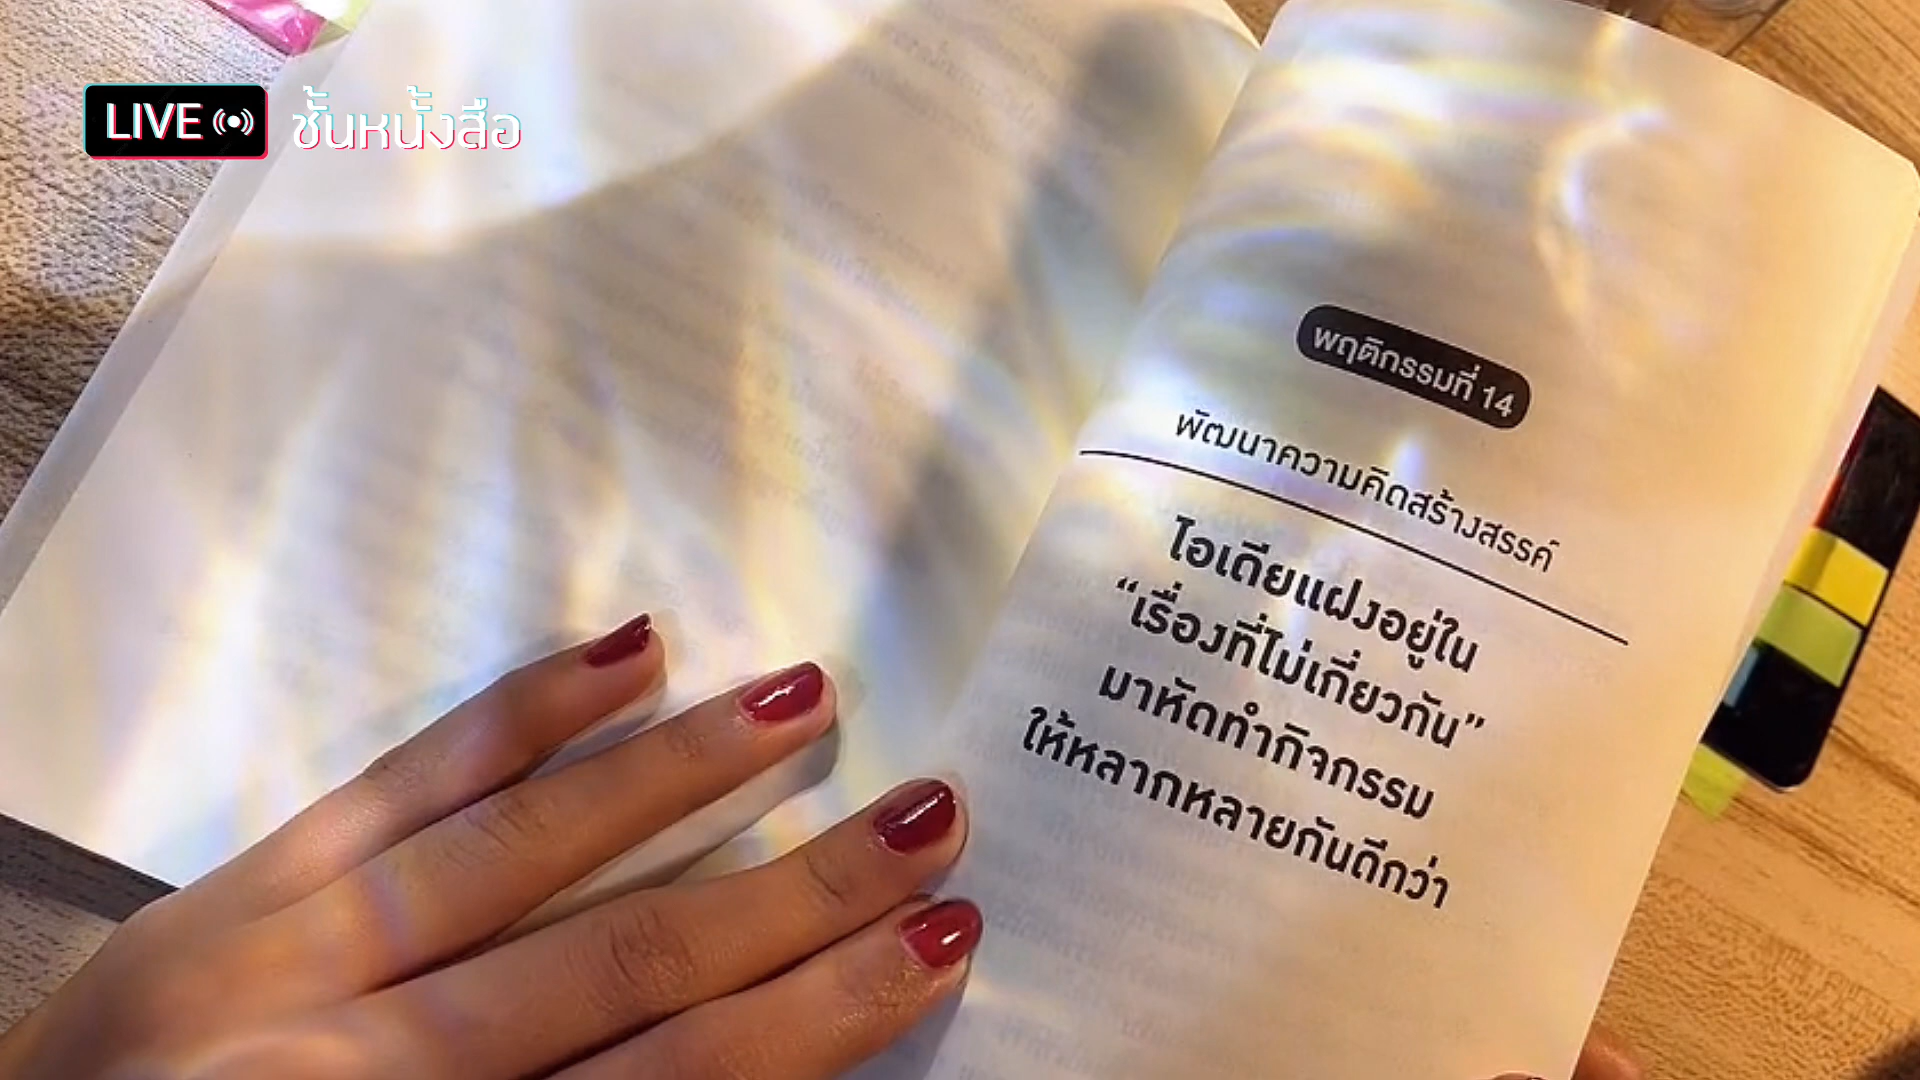 LIVE
ชั้นหนั้งสือ
พฤติกรรมที่ 14
พัฒนาความคิดสร้างสรรค์
ไอเดียแฝงอยู่ใน
“เรื่องที่ไม่เกี่ยวกัน”
มาหัดทำกิจกรรม
ให้หลากหลายกันดีกว่า